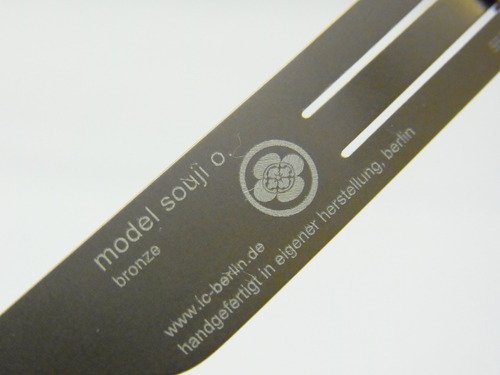 model souji o.
bronze
www.ic-berlin.de
handgefertigt in eigener herstellung, berlin